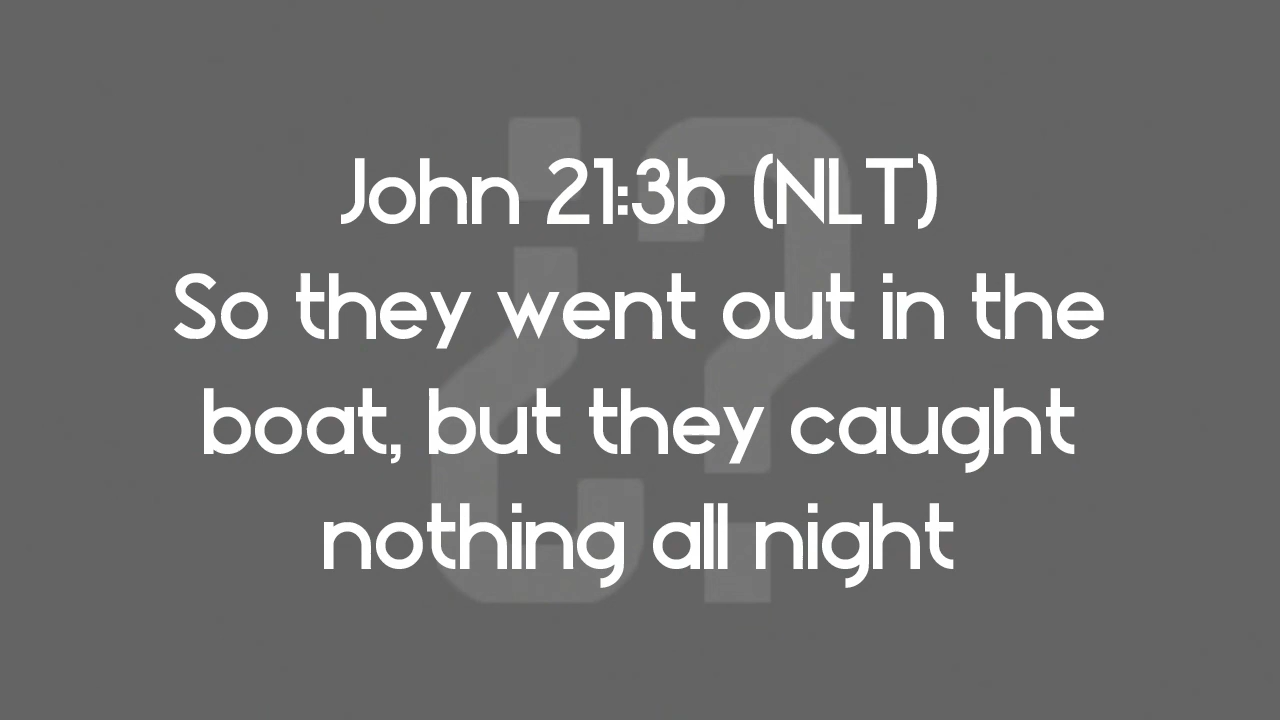 John 21:3b (NLT)
So they went out in the
boat, but they caught
nothing all night